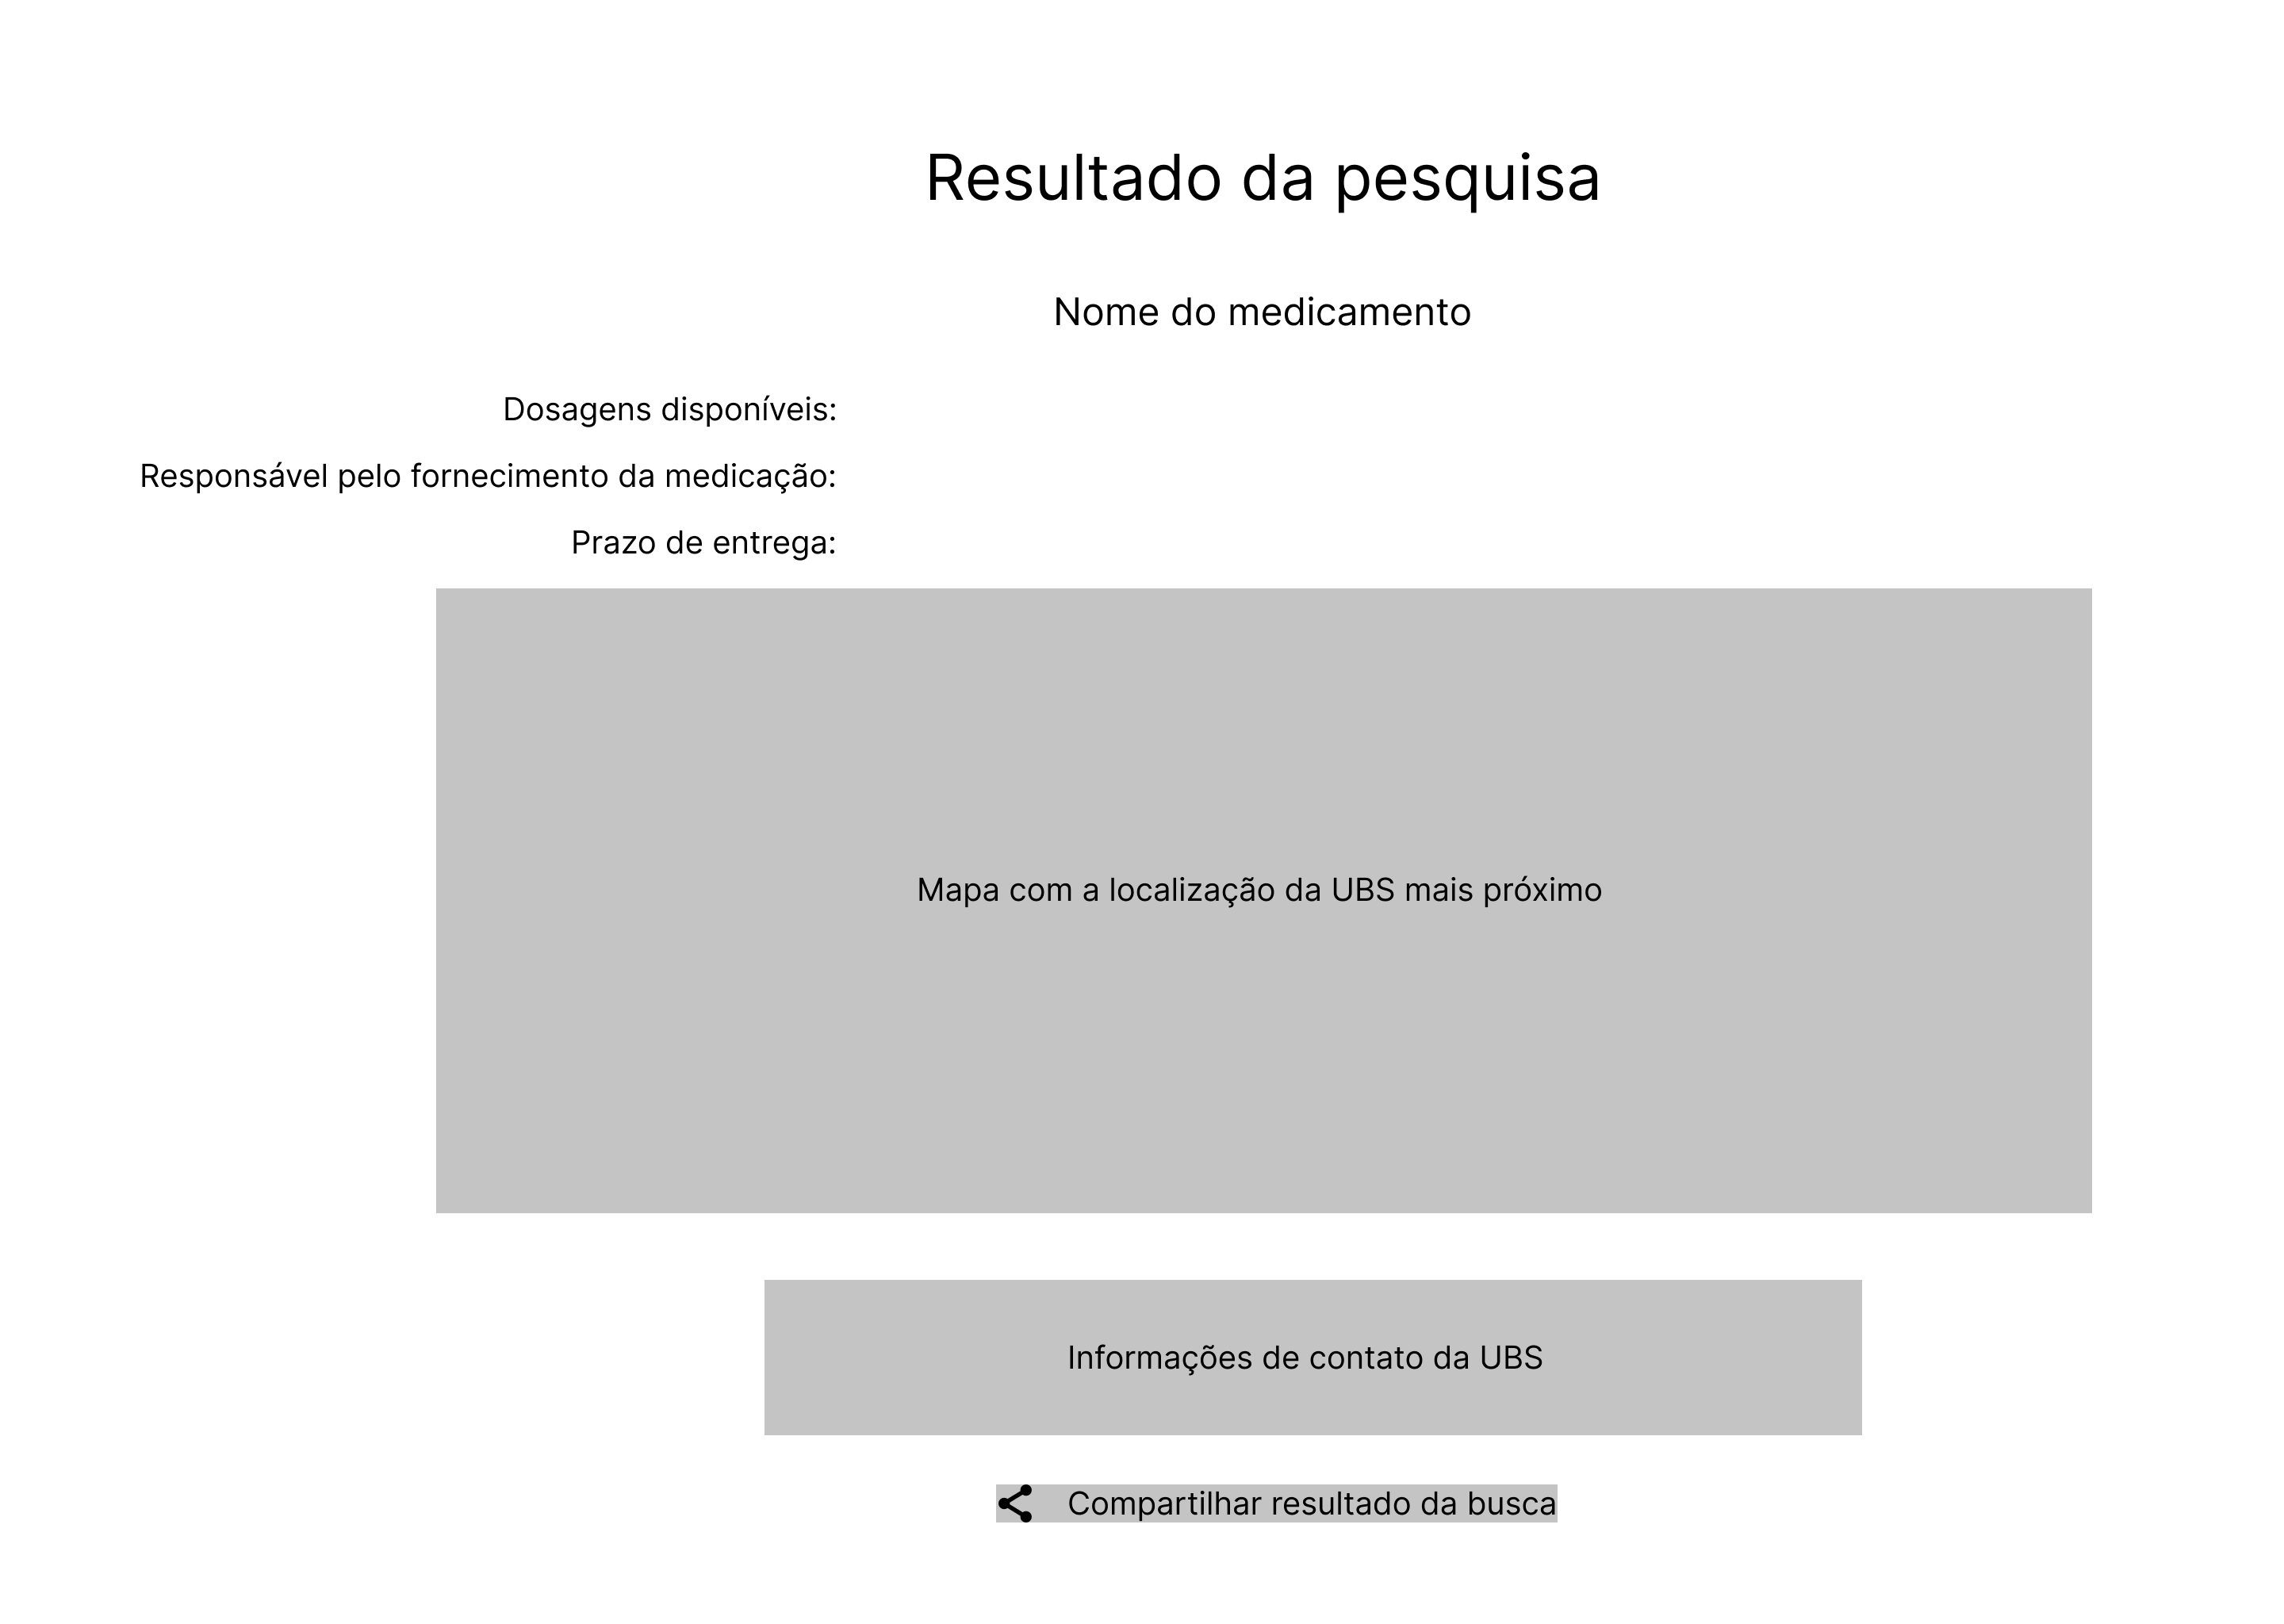 Resultado da pesquisa
Nome do medicamento
Dosagens disponíveis:
Responsável pelo fornecimento da medicação:
Prazo de entrega:
Mapa com a localização da UBS mais próximo
Informações de contato da UBS
Compartilhar resultado da busca